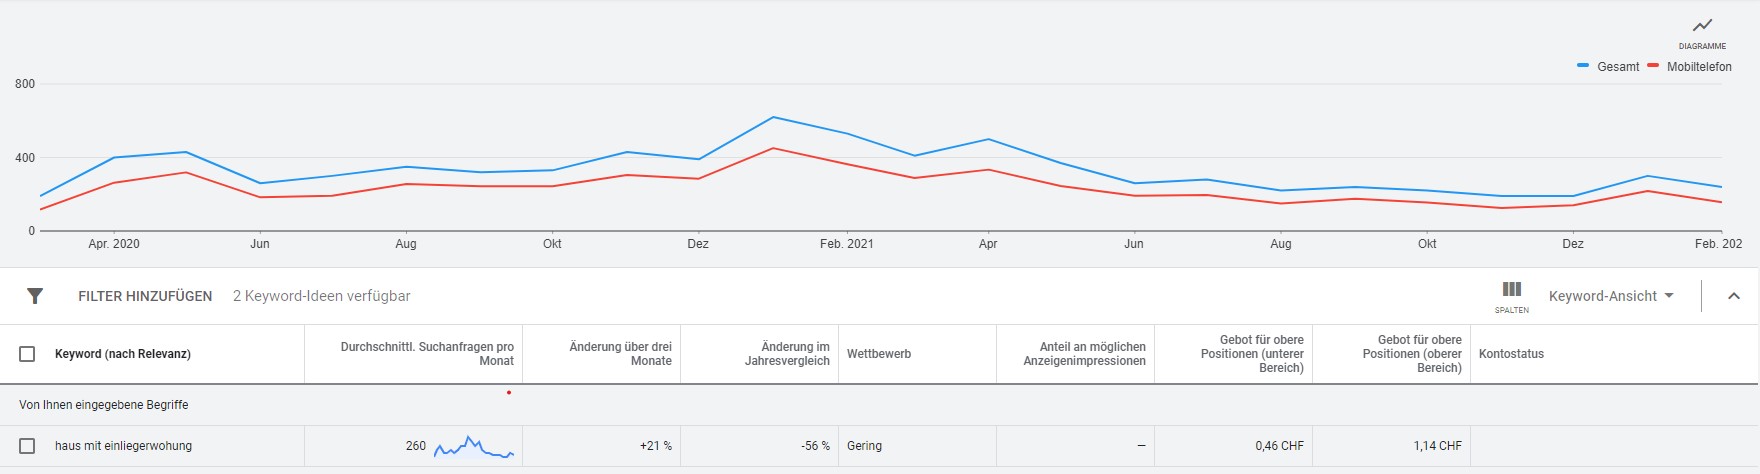 DIAGRAMME
Gesamt Mobiltelefon
800
400
0
Apr. 2020 Jun Aug Okt Dez Feb. 2021 Apr Jun Aug Okt Dez Feb. 202
FILTER HINZUFÜGEN 2 Keyword-Ideen verfügbar
SPALTEN
Keyword-Ansicht
Keyword (nach Relevanz)
Durchschnittl. Suchanfragen pro
Monat
Änderung über drei
Monate
Änderung im
Jahresvergleich
Wettbewerb
Anteil an möglichen
Anzeigenimpressionen
Gebot für obere
Positionen (unterer
Bereich)
Gebot für obere
Positionen (oberer
Bereich)
Kontostatus
Von Ihnen eingegebene Begriffe
haus mit einliegerwohung 260 +21 % -56 % Gering – 0,46 CHF 1,14 CHF